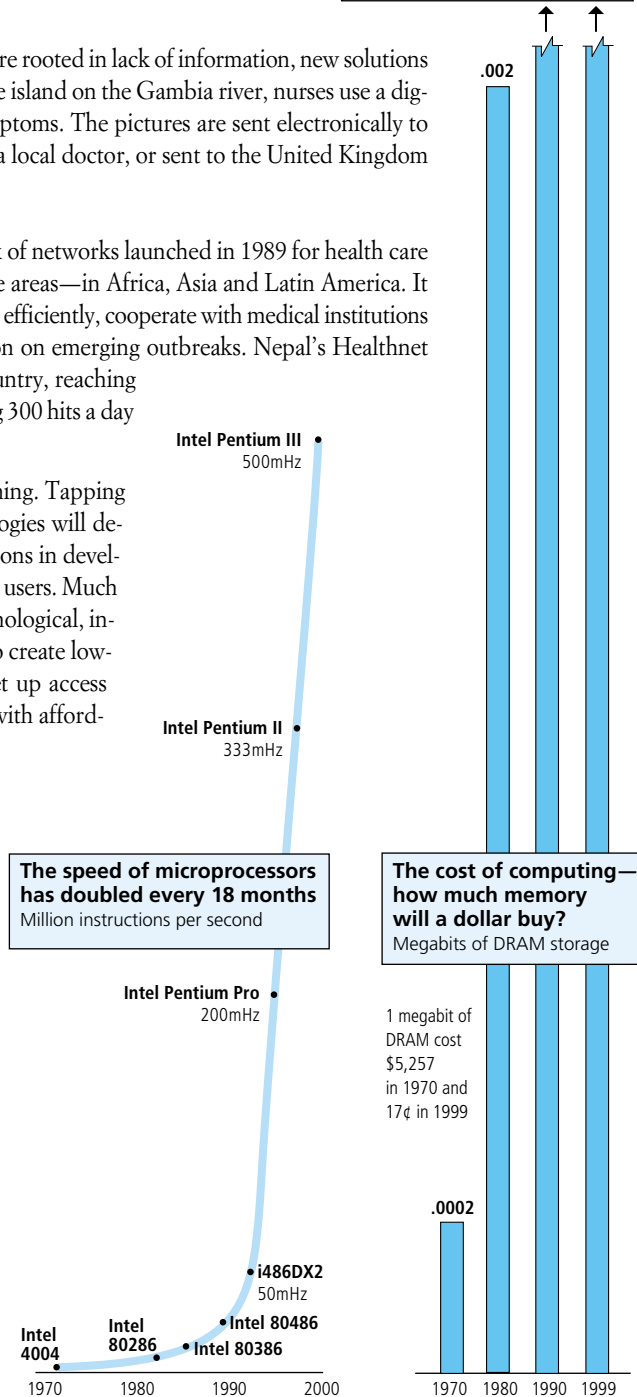 re rooted in lack of information, new solutions
e island on the Gambia river, nurses use a dig-
ptoms. The pictures are sent electronically to
a local doctor, or sent to the United Kingdom
of networks launched in 1989 for health care
e areas—in Africa, Asia and Latin America. It
efficiently, cooperate with medical institutions
on on emerging outbreaks. Nepal’s Healthnet
untry, reaching
g 300 hits a day
ning. Tapping
ogies will de-
ons in devel-
users. Much
nological, in-
o create low-
et up access
with afford-
Intel Pentium III
500mHz
Intel Pentium II
333mHz
The speed of microprocessors
has doubled every 18 months
Million instructions per second
Intel Pentium Pro
200mHz
i486DX2
50mHz
Intel 80486
Intel 80386
Intel
80286
Intel
4004
1970 1980 1990 2000
.002
The cost of computing—
how much memory
will a dollar buy?
Megabits of DRAM storage
1 megabit of
DRAM cost
$5,257
in 1970 and
17¢ in 1999
.0002
1970 1980 1990 1999